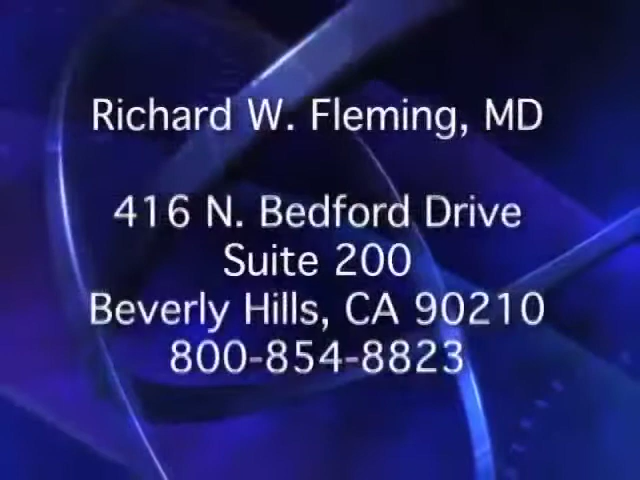 Richard W. Fleming, MD
416 N. Bedford Drive
Suite 200
Beverly Hills, CA 90210
800-854-8823